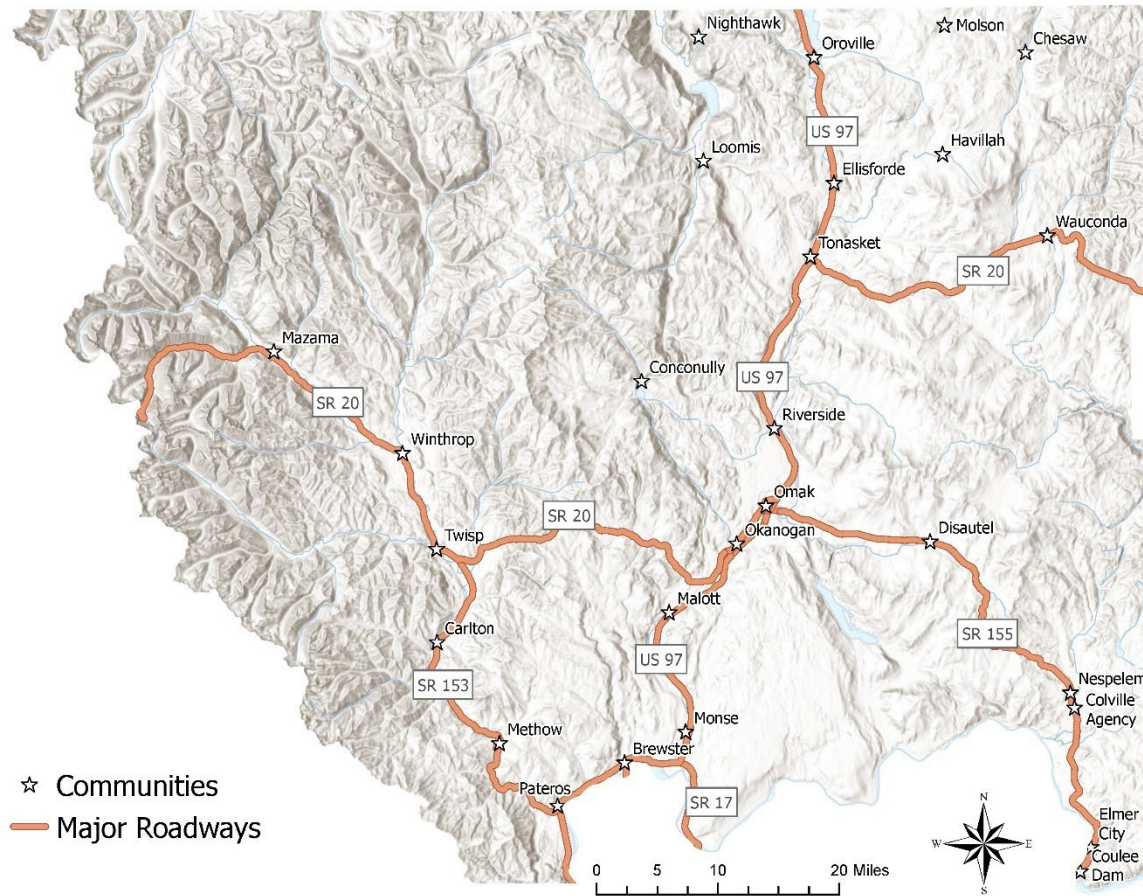 Nighthawk
Molson
Oroville
Chesaw
US 97
Loomis
Havillah
Ellisforde
Wauconda
Tonasket
SR 20
Mazama
Conconully
US 97
SR 20
Riverside
Winthrop
Omak
SR 20
Twisp
Okanogan
Disautel
Malott
Carlton
SR 155
US 97
SR 153
Nespelem
Colville
Agency
Methow
Monse
Brewster
Communities
Pateros
SR 17
Major Roadways
Elmer
City
Coulee
Dam
N
W
E
S
0 5 10 20 Miles